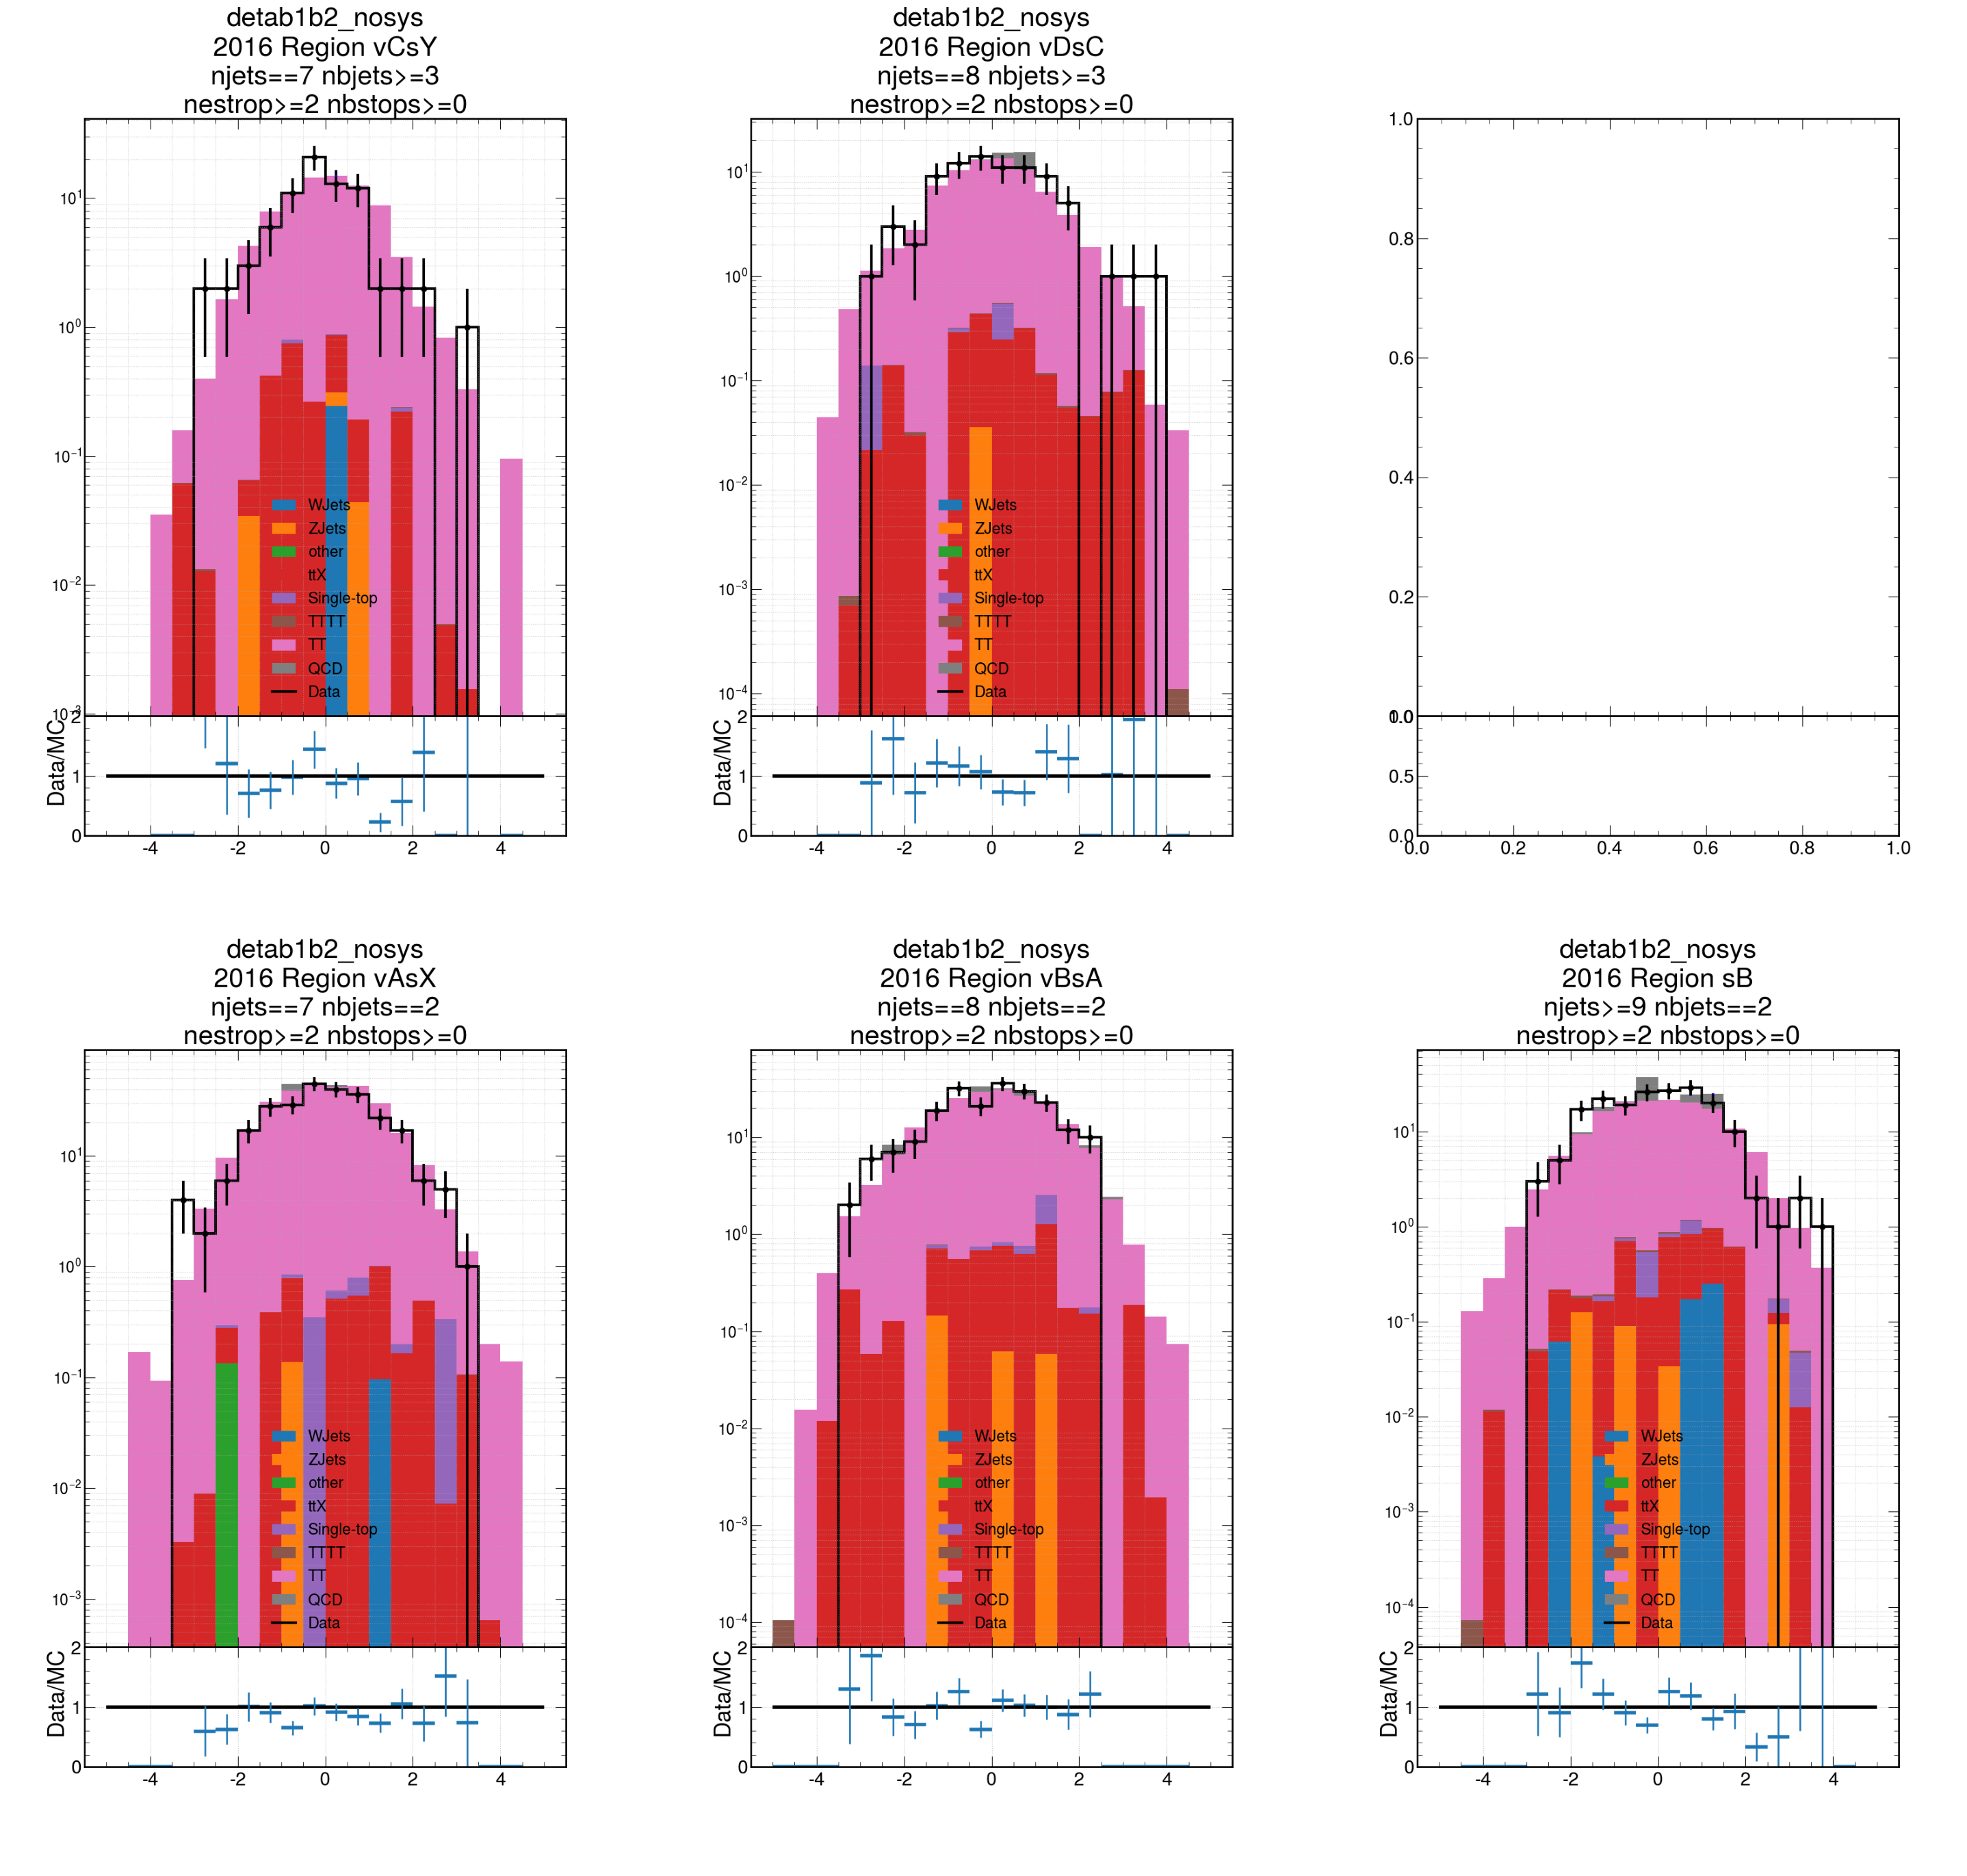 detab1b2_nosys
2016 Region vCsY
njets==7 nbjets>=3
nestrop>=2 nbstops>=0
10¹
10⁰
10⁻¹
10⁻²
10⁻³
WJets
ZJets
other
ttX
Single-top
TTTT
TT
QCD
Data
Data/MC
2
1
0
-4 -2 0 2 4
detab1b2_nosys
2016 Region vDsC
njets==8 nbjets>=3
nestrop>=2 nbstops>=0
10¹
10⁰
10⁻¹
10⁻²
10⁻³
10⁻⁴
WJets
ZJets
other
ttX
Single-top
TTTT
TT
QCD
Data
Data/MC
2
1
0
-4 -2 0 2 4
1.0
0.8
0.6
0.4
0.2
0.0
1.0
0.5
0.0
0.0 0.2 0.4 0.6 0.8 1.0
detab1b2_nosys
2016 Region vAsX
njets==7 nbjets==2
nestrop>=2 nbstops>=0
10¹
10⁰
10⁻¹
10⁻²
10⁻³
WJets
ZJets
other
ttX
Single-top
TTTT
TT
QCD
Data
Data/MC
2
1
0
-4 -2 0 2 4
detab1b2_nosys
2016 Region vBsA
njets==8 nbjets==2
nestrop>=2 nbstops>=0
10¹
10⁰
10⁻¹
10⁻²
10⁻³
10⁻⁴
WJets
ZJets
other
ttX
Single-top
TTTT
TT
QCD
Data
Data/MC
2
1
0
-4 -2 0 2 4
detab1b2_nosys
2016 Region sB
njets>=9 nbjets==2
nestrop>=2 nbstops>=0
10¹
10⁰
10⁻¹
10⁻²
10⁻³
10⁻⁴
WJets
ZJets
other
ttX
Single-top
TTTT
TT
QCD
Data
Data/MC
2
1
0
-4 -2 0 2 4